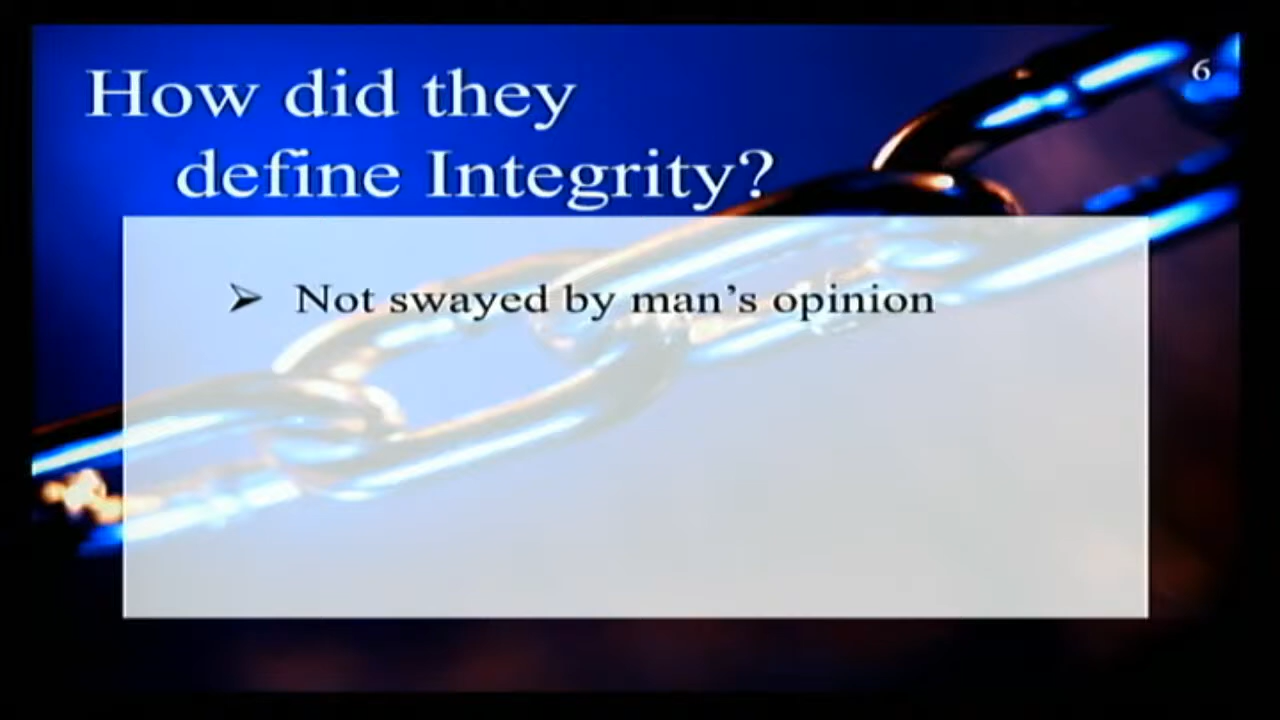 6
How did they
define Integrity?
➢ Not swayed by man's opinion